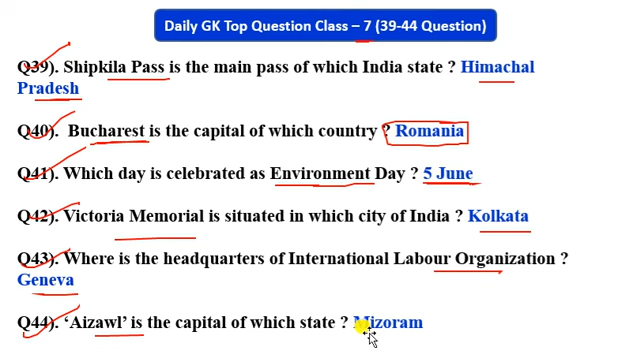 Daily GK Top Question Class – 7 (39-44 Question)
Q39). Shipkila Pass is the main pass of which India state ? Himachal
Pradesh
Q40). Bucharest is the capital of which country ? Romania
Q41). Which day is celebrated as Environment Day ? 5 June
Q42). Victoria Memorial is situated in which city of India ? Kolkata
Q43). Where is the headquarters of International Labour Organization ?
Geneva
Q44). ‘Aizawl’ is the capital of which state ? Mizoram